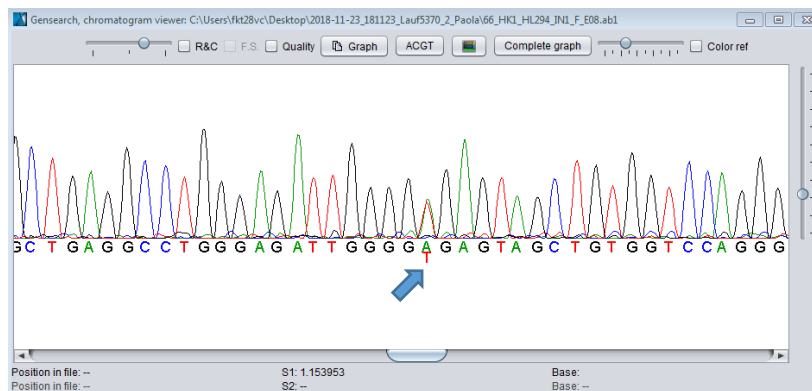 Gensearch, chromatogram viewer: C:\Users\fkt28vc\Desktop\2018-11-23_181123_Lauf5370_2_Paola\66_HK1_HL294_IN1_F_E08.ab1
R&C F.S. Quality Graph ACGT Complete graph Color ref
G C T G A G G C C T G G G A G A T T G G G G A G A G T A G C T G T G G T C C A G G G
T
Position in file: -- S1: 1.153953 Base:
Position in file: -- S2: -- Base: --